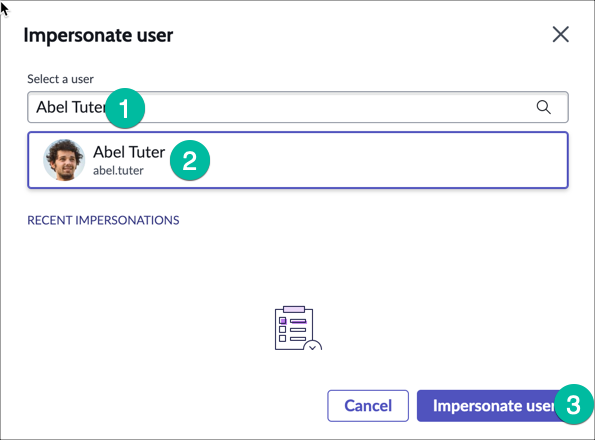 Impersonate user
Select a user
Abel Tuter 1
Abel Tuter 2
abel.tuter
RECENT IMPERSONATIONS
Cancel
Impersonate user 3